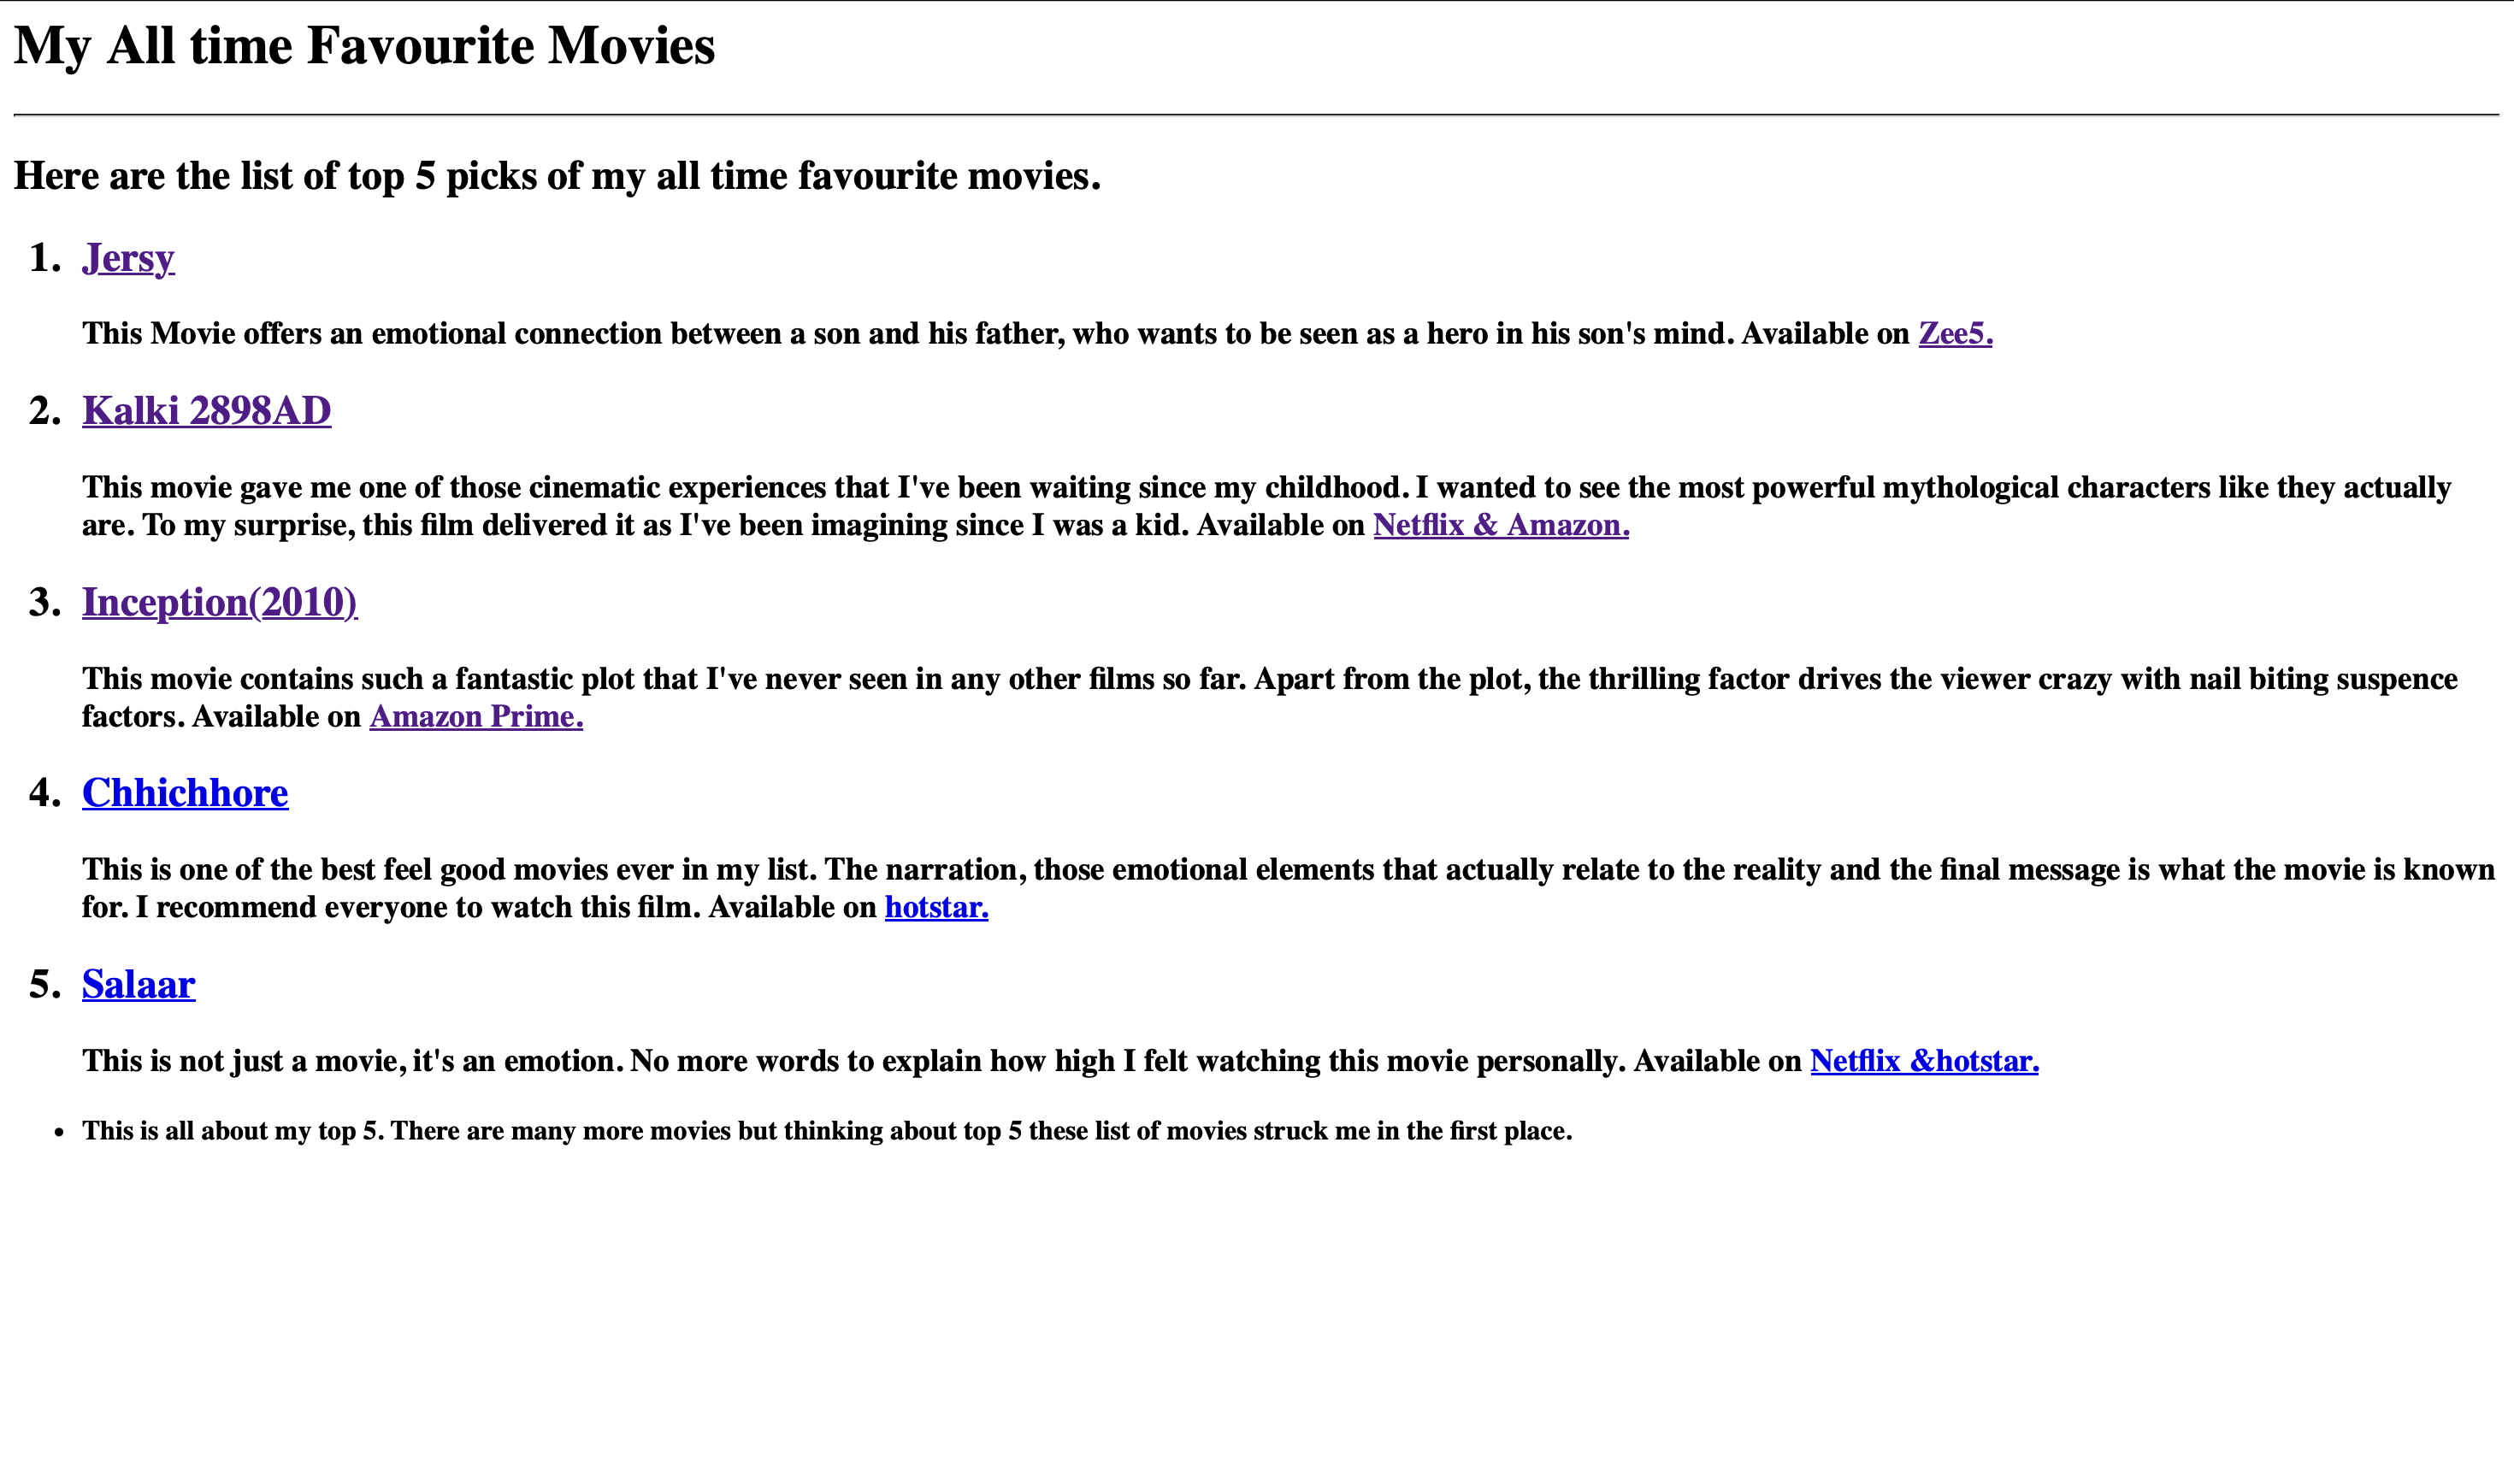 My All time Favourite Movies
Here are the list of top 5 picks of my all time favourite movies.
1. Jersy
This Movie offers an emotional connection between a son and his father, who wants to be seen as a hero in his son's mind. Available on Zee5.
2. Kalki 2898AD
This movie gave me one of those cinematic experiences that I've been waiting since my childhood. I wanted to see the most powerful mythological characters like they actually
are. To my surprise, this film delivered it as I've been imagining since I was a kid. Available on Netflix & Amazon.
3. Inception(2010)
This movie contains such a fantastic plot that I've never seen in any other films so far. Apart from the plot, the thrilling factor drives the viewer crazy with nail biting suspence
factors. Available on Amazon Prime.
4. Chhichhore
This is one of the best feel good movies ever in my list. The narration, those emotional elements that actually relate to the reality and the final message is what the movie is known
for. I recommend everyone to watch this film. Available on hotstar.
5. Salaar
This is not just a movie, it's an emotion. No more words to explain how high I felt watching this movie personally. Available on Netflix &hotstar.
• This is all about my top 5. There are many more movies but thinking about top 5 these list of movies struck me in the first place.